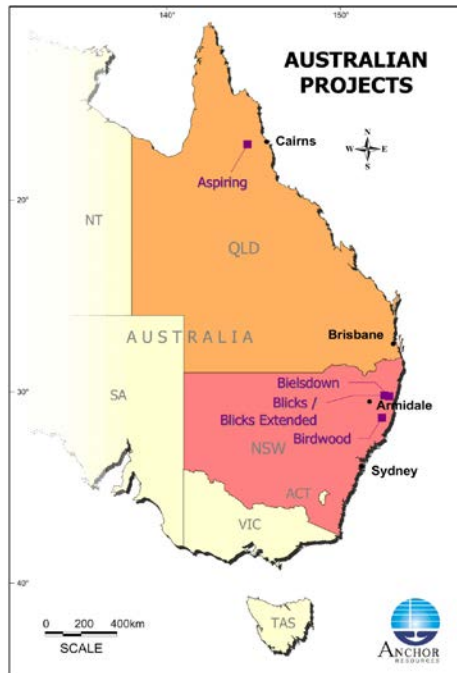 140°
150°
AUSTRALIAN
PROJECTS
Cairns
N
W E
S
Aspiring
20°
NT
QLD
AUSTRALIA
Brisbane
Bielsdown
30°
SA
Blicks /
Armidale
Blicks Extended
Birdwood
NSW
Sydney
ACT
VIC
40°
TAS
0 200 400km
SCALE
ANCHOR
RESOURCES